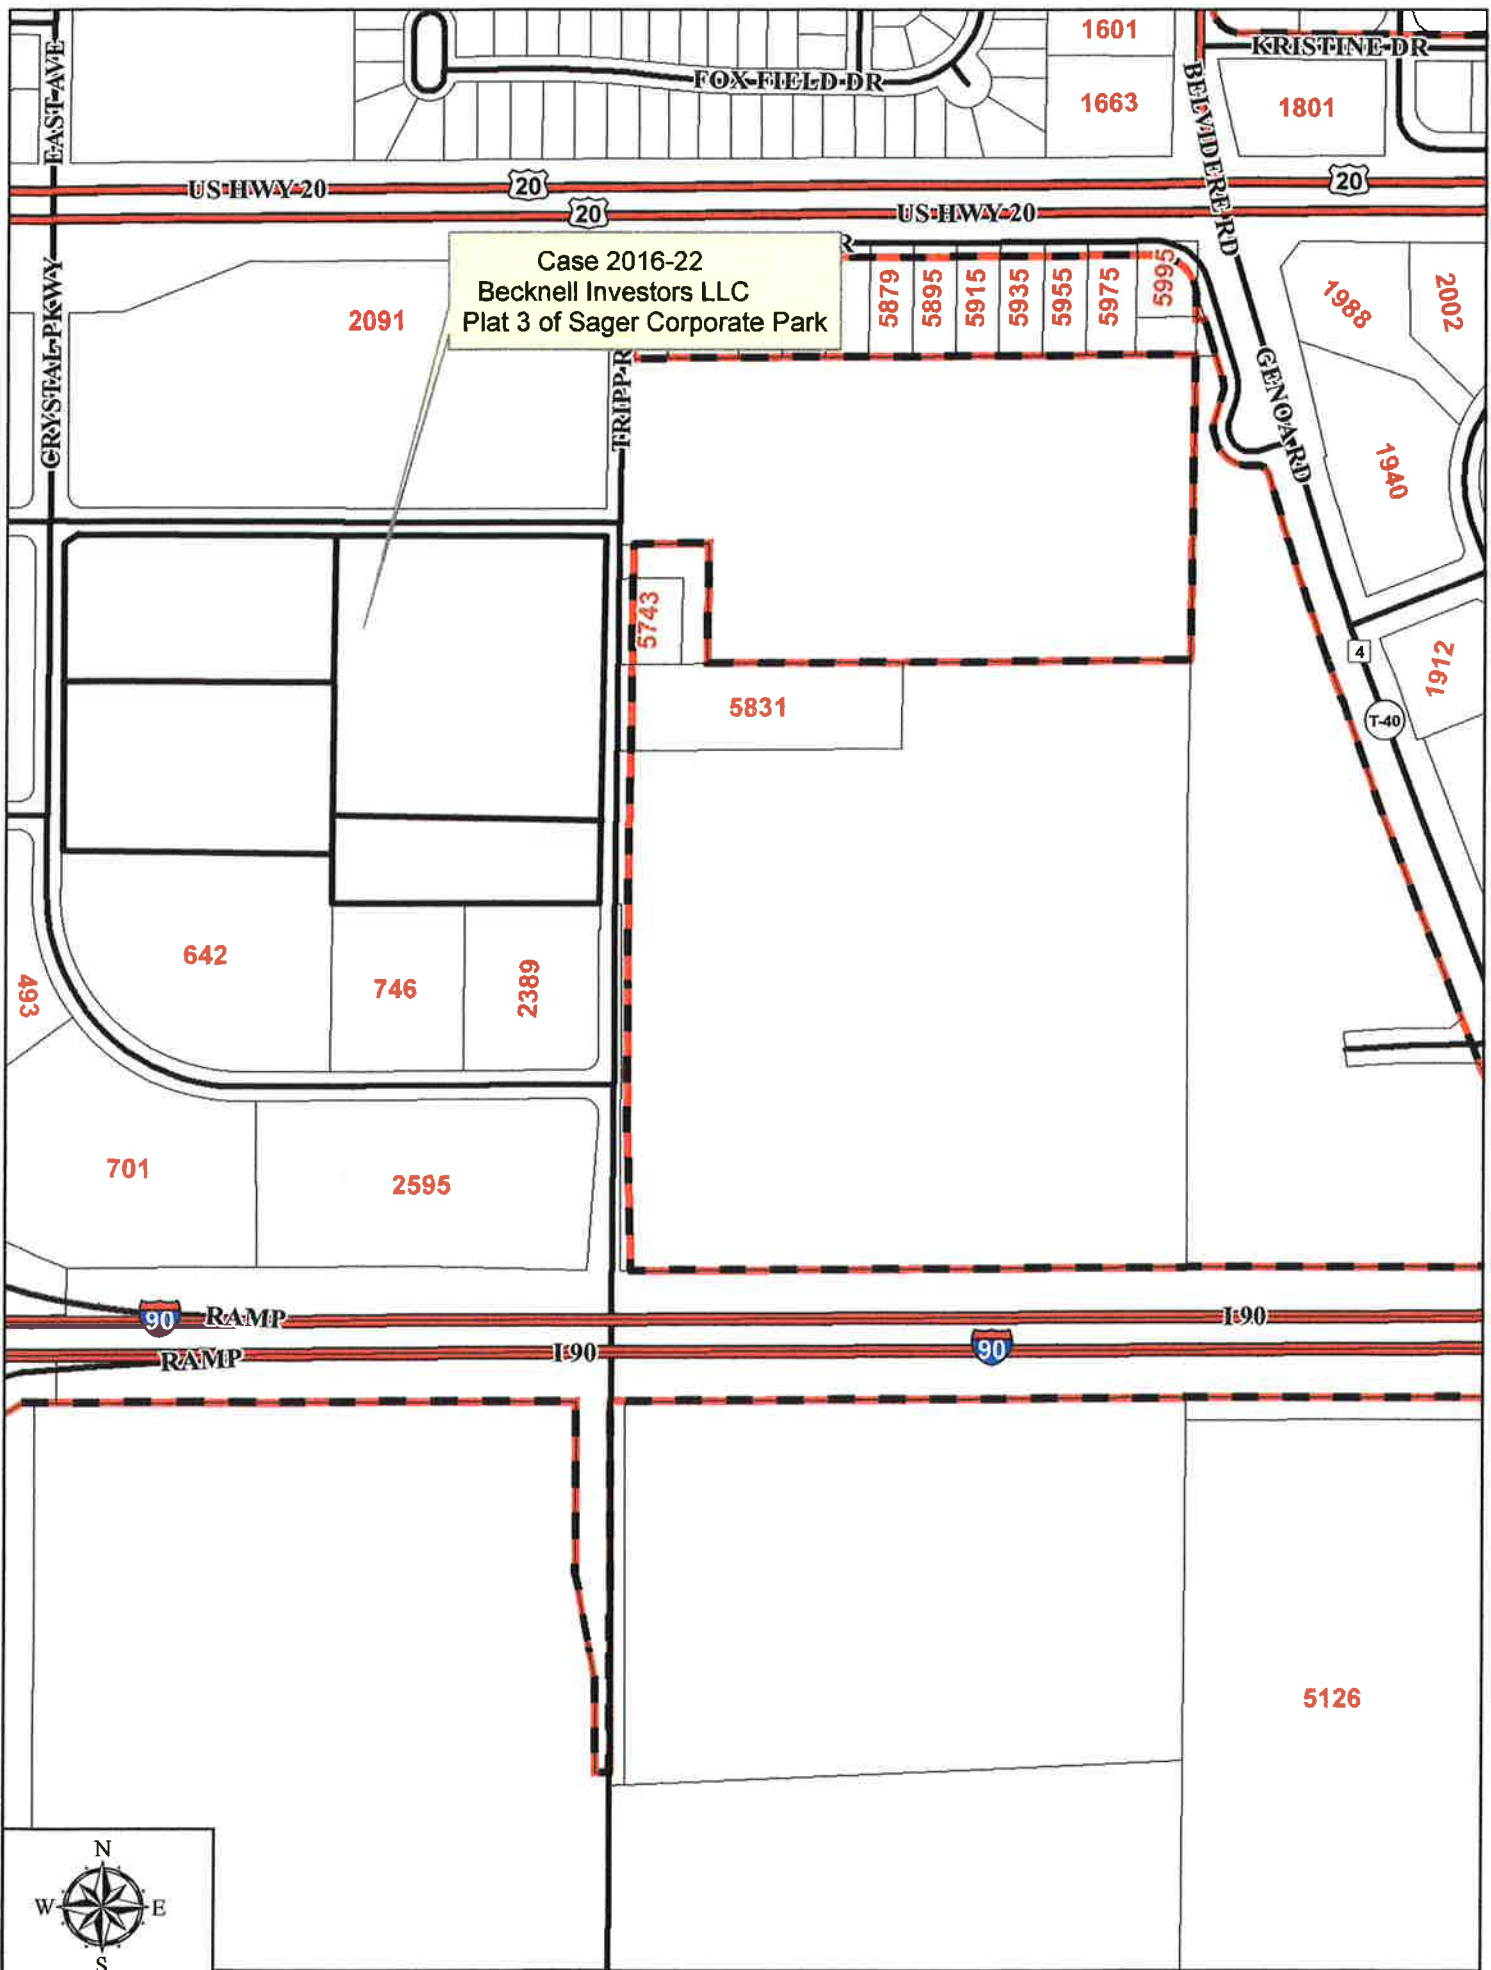 1601
KRISTINE DR
EAST AVE
FOX FIELD DR
1663
BELVIDERE RD
1801
US HWY 20
20
20
20
US HWY 20
R
Case 2016-22
Becknell Investors LLC
Plat 3 of Sager Corporate Park
2091
CRYSTAL PKWY
TRIPP R
5879
5895
5915
5935
5955
5975
5995
1988
2002
GENOA RD
1940
5743
4
1912
5831
T-40
642
746
2389
493
701
2595
90
RAMP
I 90
RAMP
I 90
90
5126
N
W
E
S